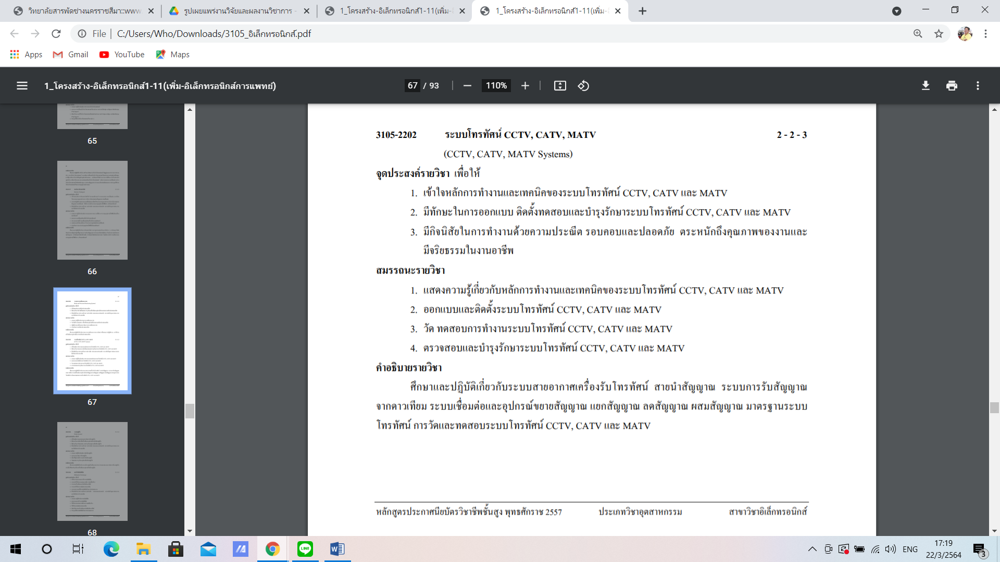 วิทยาลัยสารพัดช่างนครราชสีมา::www.
รูปเผยแพร่งานวิจัยและผลงานวิชาการ -
1_โครงสร้าง-อิเล็กทรอนิกส์1-11(เพิ่ม-
1_โครงสร้าง-อิเล็กทรอนิกส์1-11(เพิ่ม-
File | C:/Users/Who/Downloads/3105_อิเล็กทรอนิกส์.pdf
Apps Gmail YouTube Maps
1_โครงสร้าง-อิเล็กทรอนิกส์1-11(เพิ่ม-อิเล็กทรอนิกส์การแพทย์)
67 / 93
110%
65
66
67
68
3105-2202 ระบบโทรทัศน์ CCTV, CATV, MATV 2 - 2 - 3
(CCTV, CATV, MATV Systems)
จุดประสงค์รายวิชา เพื่อให้
1. เข้าใจหลักการทำงานและเทคนิคของระบบโทรทัศน์ CCTV, CATV และ MATV
2. มีทักษะในการออกแบบ ติดตั้งทดสอบและบำรุงรักษาระบบโทรทัศน์ CCTV, CATV และ MATV
3. มีกิจนิสัยในการทำงานด้วยความประณีต รอบคอบและปลอดภัย ตระหนักถึงคุณภาพของงานและ
มีจริยธรรมในงานอาชีพ
สมรรถนะรายวิชา
1. แสดงความรู้เกี่ยวกับหลักการทำงานและเทคนิคของระบบโทรทัศน์ CCTV, CATV และ MATV
2. ออกแบบและติดตั้งระบบโทรทัศน์ CCTV, CATV และ MATV
3. วัด ทดสอบการทำงานระบบโทรทัศน์ CCTV, CATV และ MATV
4. ตรวจสอบและบำรุงรักษาระบบโทรทัศน์ CCTV, CATV และ MATV
คำอธิบายรายวิชา
ศึกษาและปฏิบัติเกี่ยวกับระบบสายอากาศเครื่องรับโทรทัศน์ สายนำสัญญาณ ระบบการรับสัญญาณ
จากดาวเทียม ระบบเชื่อมต่อและอุปกรณ์ขยายสัญญาณ แยกสัญญาณ ลดสัญญาณ ผสมสัญญาณ มาตรฐานระบบ
โทรทัศน์ การวัดและทดสอบระบบโทรทัศน์ CCTV, CATV และ MATV
หลักสูตรประกาศนียบัตรวิชาชีพชั้นสูง พุทธศักราช 2557 ประเภทวิชาอุตสาหกรรม สาขาวิชาอิเล็กทรอนิกส์
LINE
ENG
17:19
22/3/2564
3